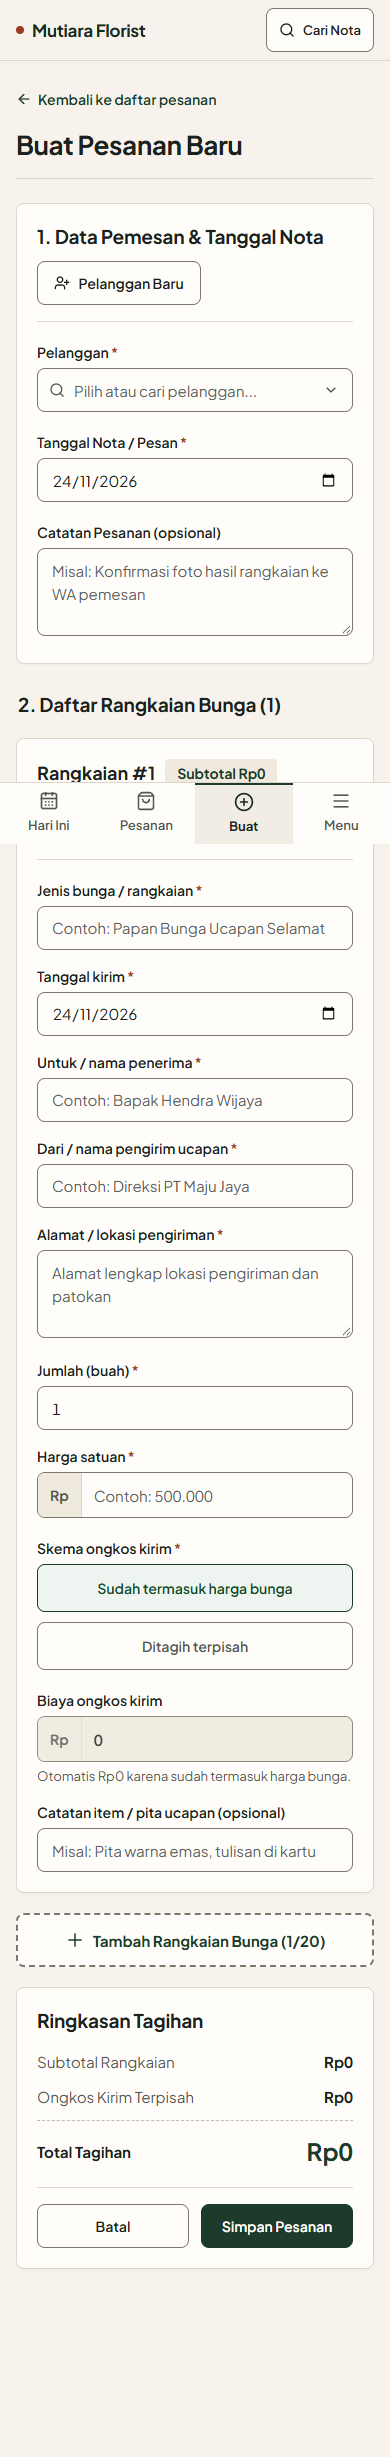 Mutiara Florist
Cari Nota
Kembali ke daftar pesanan
Buat Pesanan Baru
1. Data Pemesan & Tanggal Nota
Pelanggan Baru
Pelanggan *
Pilih atau cari pelanggan...
Tanggal Nota / Pesan *
24/11/2026
Catatan Pesanan (opsional)
Misal: Konfirmasi foto hasil rangkaian ke
WA pemesan
2. Daftar Rangkaian Bunga (1)
Rangkaian #1 Subtotal Rp0
Hari Ini Pesanan Buat Menu
Jenis bunga / rangkaian *
Contoh: Papan Bunga Ucapan Selamat
Tanggal kirim *
24/11/2026
Untuk / nama penerima *
Contoh: Bapak Hendra Wijaya
Dari / nama pengirim ucapan *
Contoh: Direksi PT Maju Jaya
Alamat / lokasi pengiriman *
Alamat lengkap lokasi pengiriman dan
patokan
Jumlah (buah) *
1
Harga satuan *
Rp Contoh: 500.000
Skema ongkos kirim *
Sudah termasuk harga bunga
Ditagih terpisah
Biaya ongkos kirim
Rp 0
Otomatis Rp0 karena sudah termasuk harga bunga.
Catatan item / pita ucapan (opsional)
Misal: Pita warna emas, tulisan di kartu
Tambah Rangkaian Bunga (1/20)
Ringkasan Tagihan
Subtotal Rangkaian Rp0
Ongkos Kirim Terpisah Rp0
Total Tagihan Rp0
Batal Simpan Pesanan